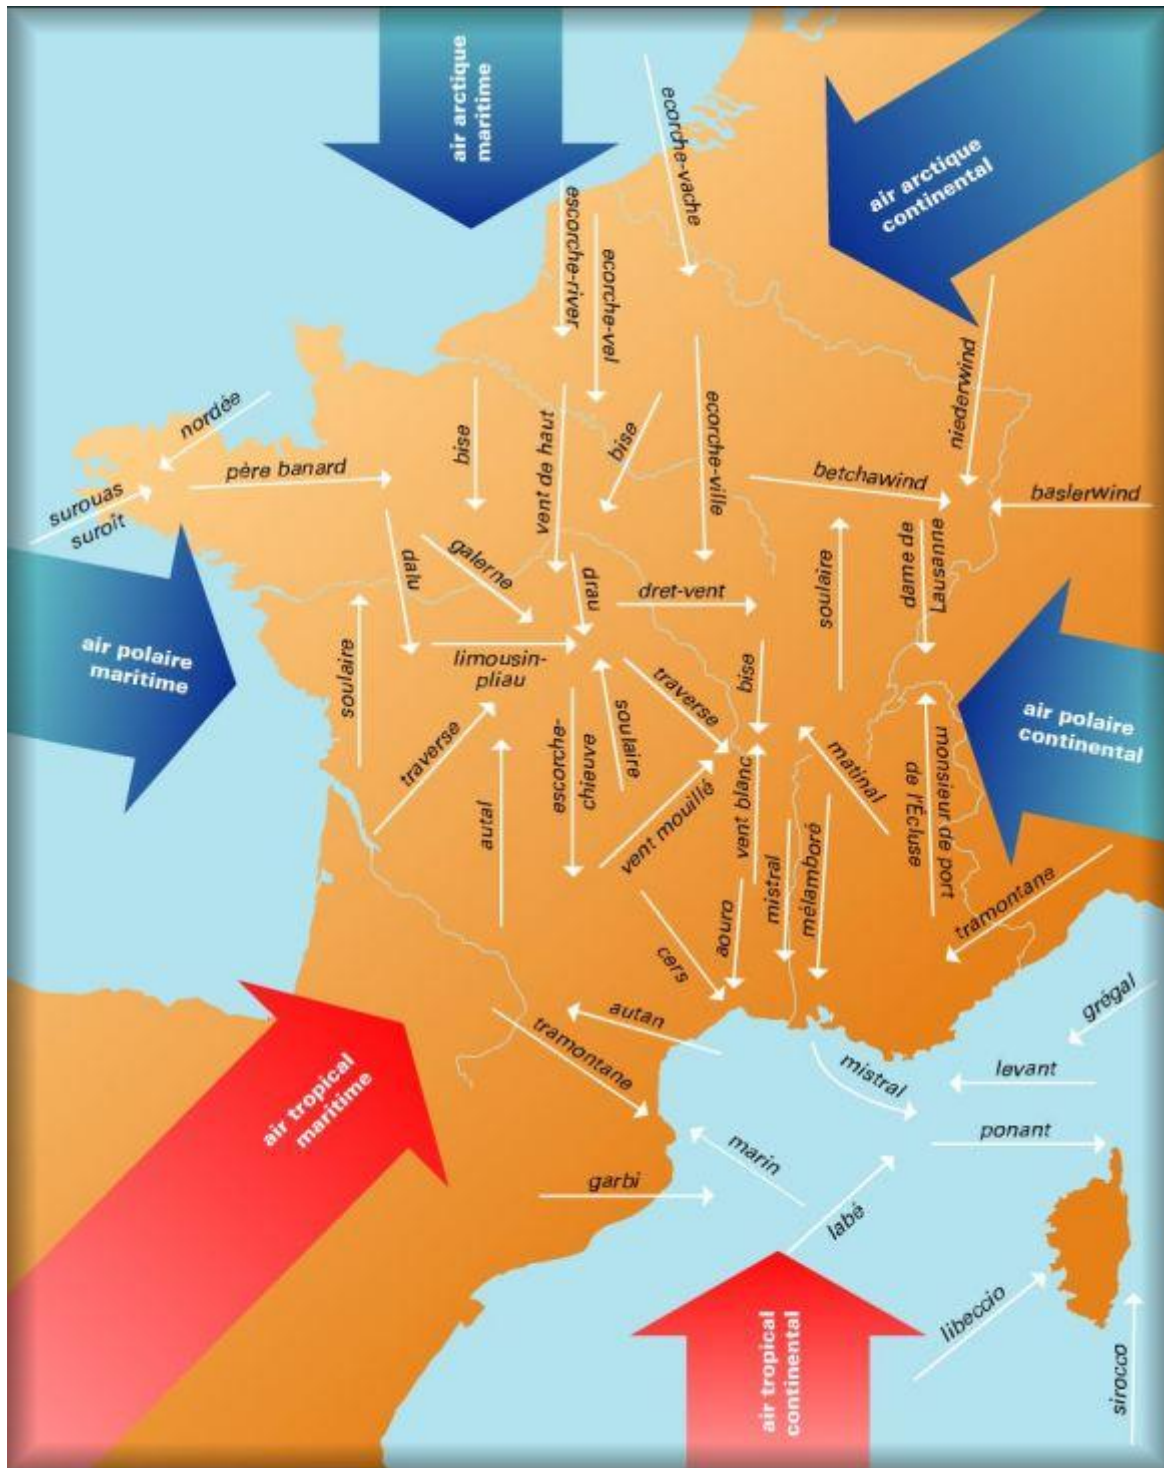 air arctique
maritime
ecorche-vache
air arctique
continental
escorche-river
ecorche-vel
niederwind
nordée
père banard
bise
vent de haut
bise
ecorche-ville
betchawind
baslerwind
surouas
suroît
dalu
galerne
drau
dret-vent
soulaire
dame de
Lausanne
air polaire
maritime
soulaire
limousin-
pliau
traverse
bise
air polaire
continental
traverse
autal
escorche-
chieuve
soulaire
vent mouillé
vent blanc
matinal
monsieur de port
de l'Écluse
mistral
mélamboré
aouro
cers
tramontane
autan
tramontane
grégal
mistral
levant
ponant
air tropical
maritime
marin
garbi
labé
libeccio
sirocco
air tropical
continental